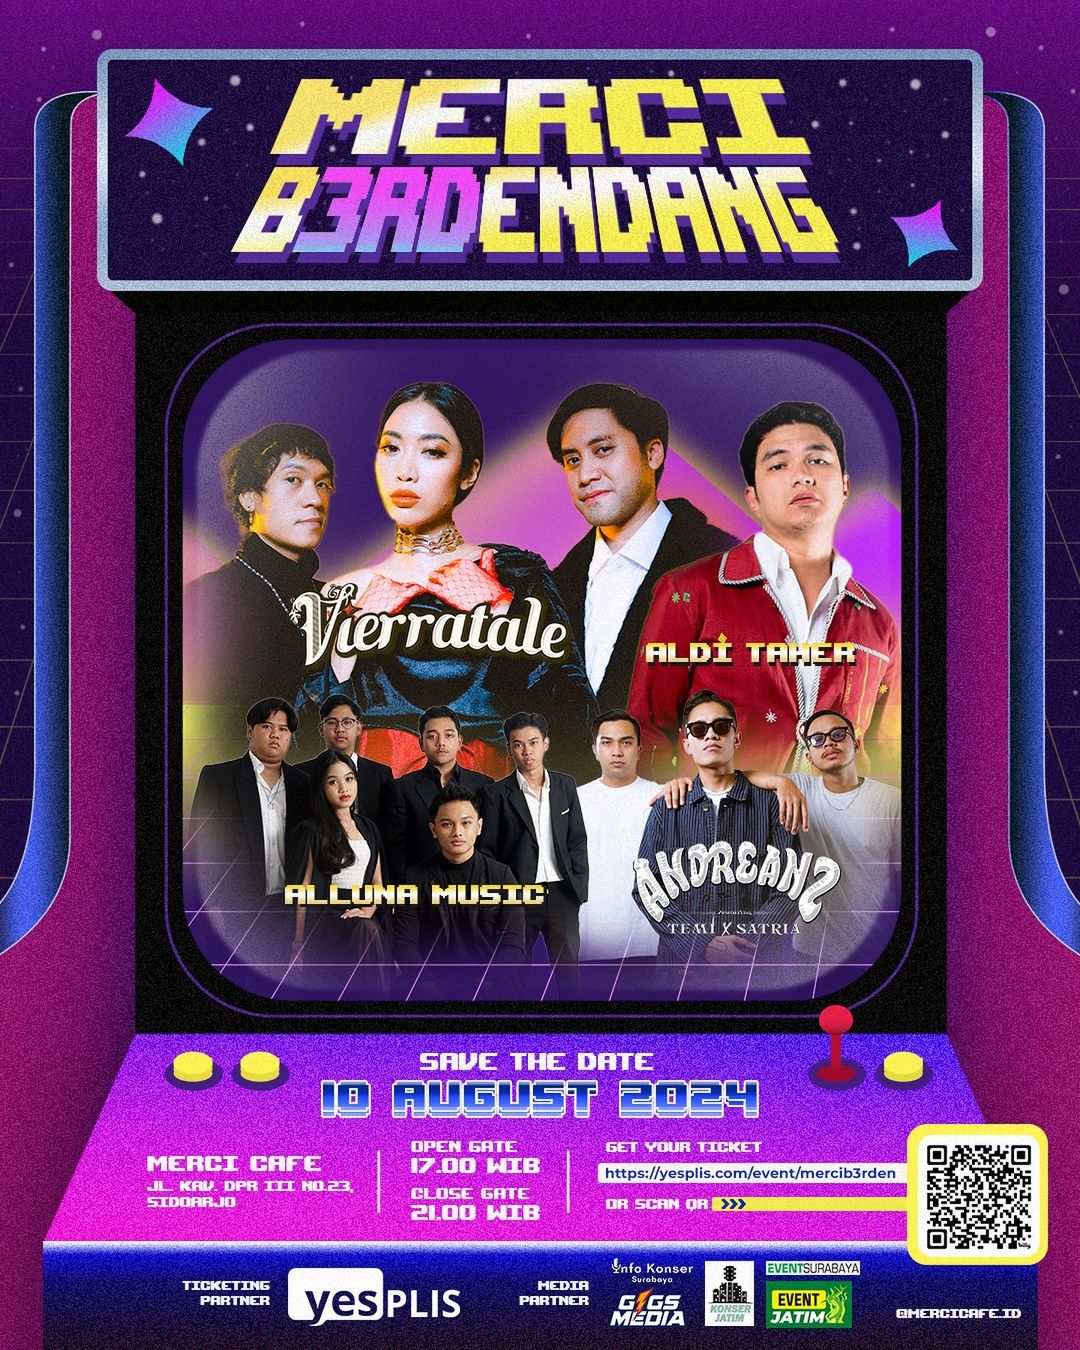 MERCI
B3RDENDANG
Vierratale
ALDI TAHER
ALLUNA MUSIC
ANDREANZ
featuring
TEMI X SATRIA
SAVE THE DATE
10 AUGUST 2024
MERCI CAFE
JL. KAV. DPR III NO.23,
SIDOARJO
OPEN GATE
17.00 WIB
CLOSE GATE
21.00 WIB
GET YOUR TICKET
https://yesplis.com/event/mercib3rden
OR SCAN QR >>>
TICKETING
PARTNER
yesPLIS
MEDIA
PARTNER
Info Konser
Surabaya
GIGS
MEDIA
KONSER
JATIM
EVENTSURABAYA
EVENT
JATIM
@MERCICAFE.ID